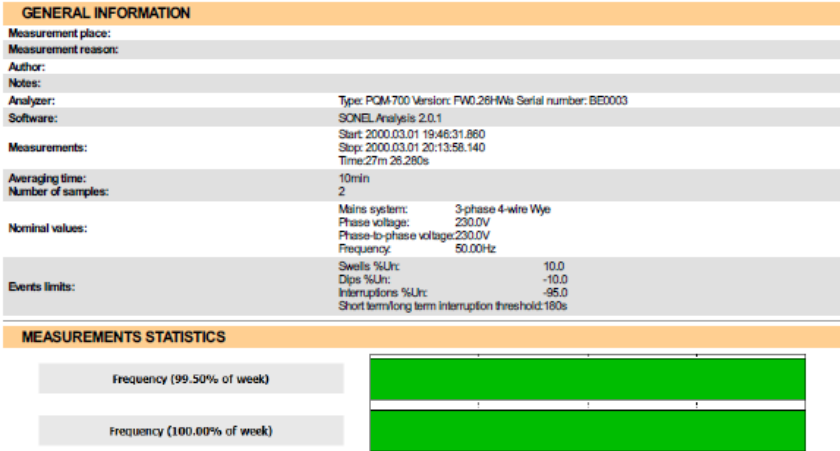 GENERAL INFORMATION
Measurement place:
Measurement reason:
Author:
Notes:
Analyzer: Type: PQM-700 Version: FW0.26HWa Serial number: BE0003
Software: SONEL Analysis 2.0.1
Measurements:
Start: 2000.03.01 19:46:31.860
Stop: 2000.03.01 20:13:58.140
Time:27m 26.280s
Averaging time: 10min
Number of samples: 2
Nominal values:
Mains system: 3-phase 4-wire Wye
Phase voltage: 230.0V
Phase-to-phase voltage:230.0V
Frequency: 50.00Hz
Events limits:
Swells %Un: 10.0
Dips %Un: -10.0
Interruptions %Un: -95.0
Short term/long term interruption threshold:180s
MEASUREMENTS STATISTICS
Frequency (99.50% of week)
Frequency (100.00% of week)